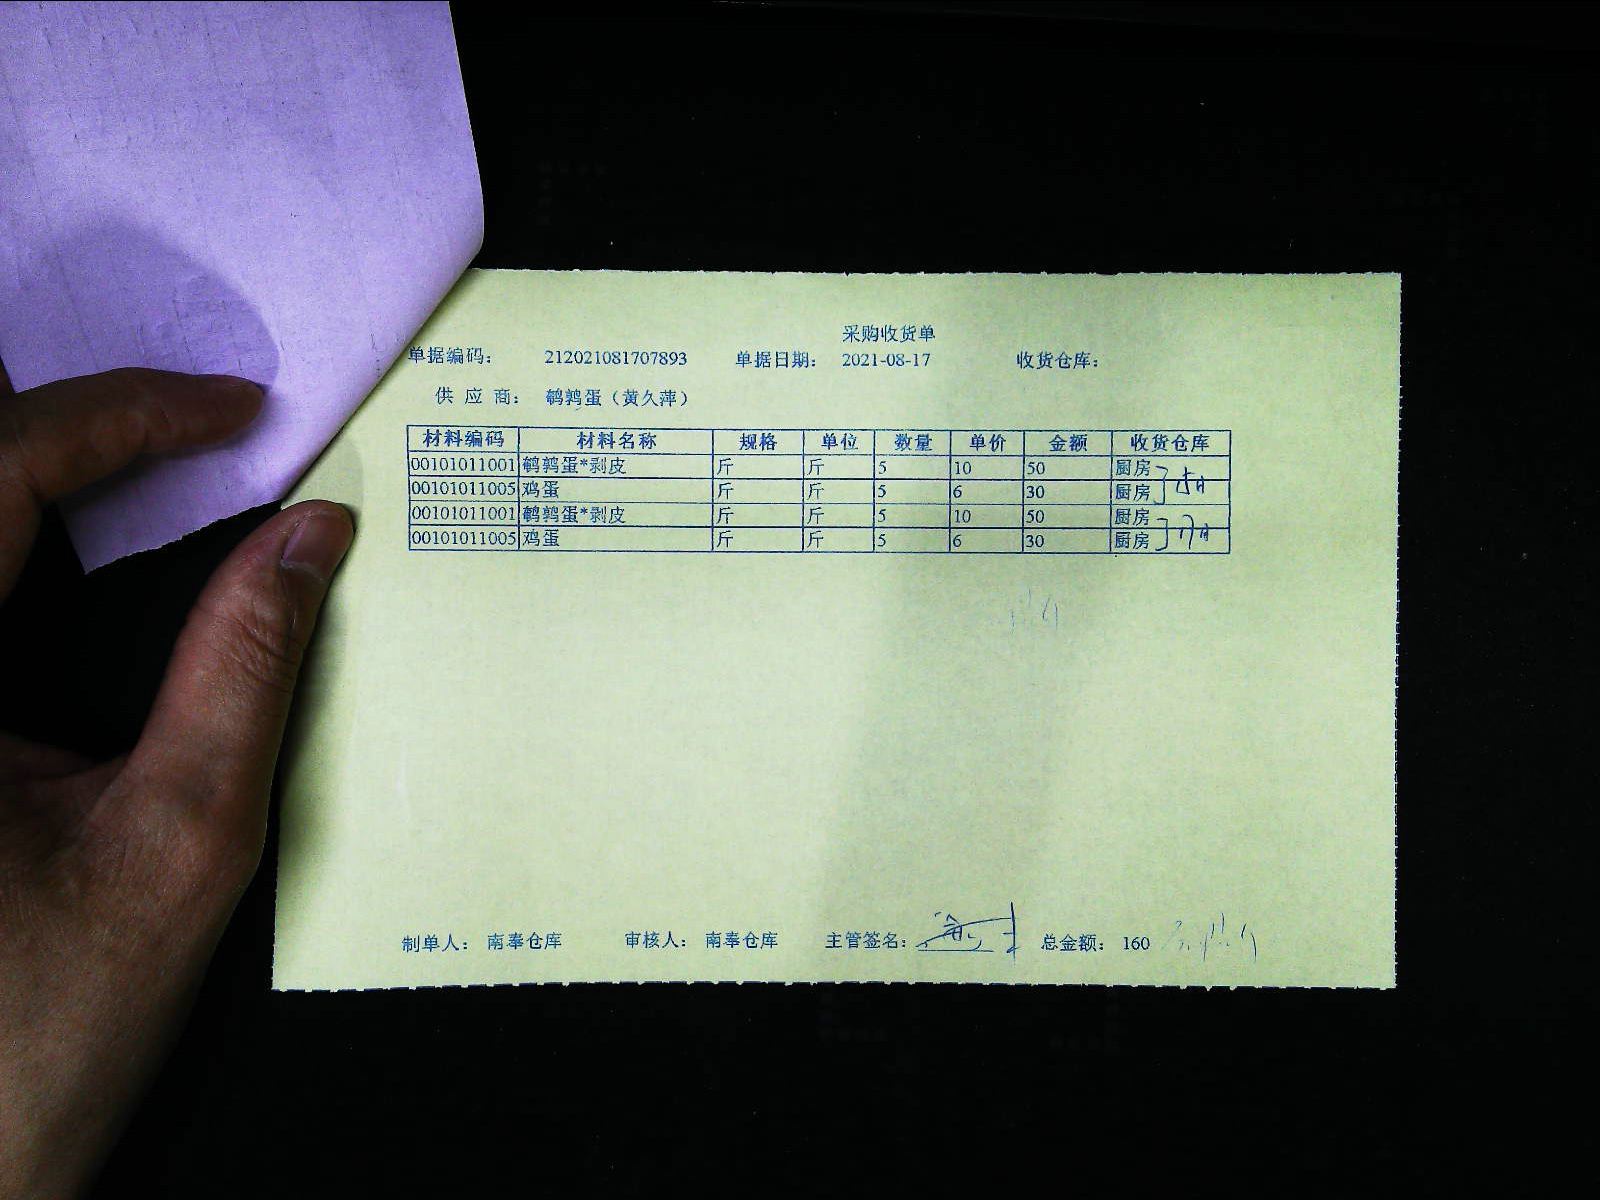 采购收货单
单据编码： 212021081707893 单据日期： 2021-08-17 收货仓库：
供 应 商： 鹌鹑蛋（黄久萍）
材料编码 材料名称 规格 单位 数量 单价 金额 收货仓库
00101011001 鹌鹑蛋*剥皮 斤 斤 5 10 50 厨房
00101011005 鸡蛋 斤 斤 5 6 30 厨房
00101011001 鹌鹑蛋*剥皮 斤 斤 5 10 50 厨房
00101011005 鸡蛋 斤 斤 5 6 30 厨房
制单人： 南奉仓库 审核人： 南奉仓库 主管签名： 总金额： 160